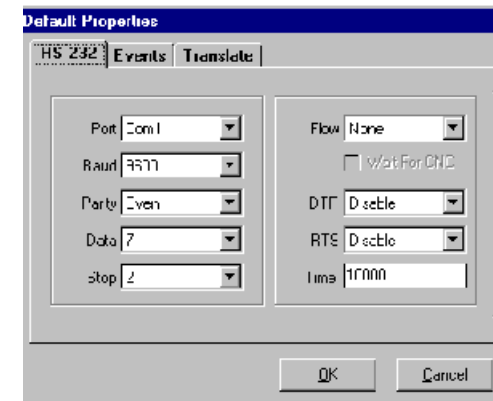 Default Properties
RS-232 Events Translate
Port Com1
Baud 9600
Parity Even
Data 7
Stop 2
Flow None
Wait For CNC
DTR Disable
RTS Disable
Time 10000
OK Cancel